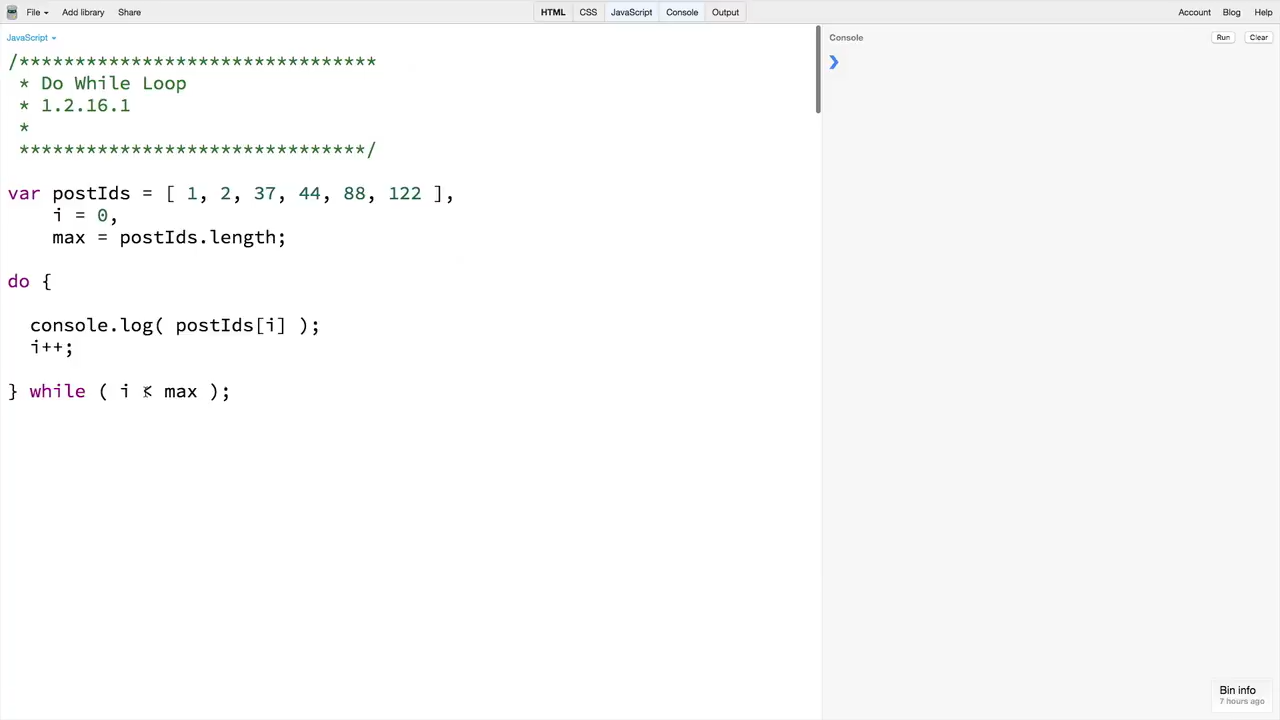 File Add library Share HTML CSS JavaScript Console Output Account Blog Help
JavaScript
Console Run Clear
/********************************
* Do While Loop
* 1.2.16.1
*
*******************************/
var postIds = [ 1, 2, 37, 44, 88, 122 ],
i = 0,
max = postIds.length;
do {
console.log( postIds[i] );
i++;
} while ( i < max );
Bin info
7 hours ago